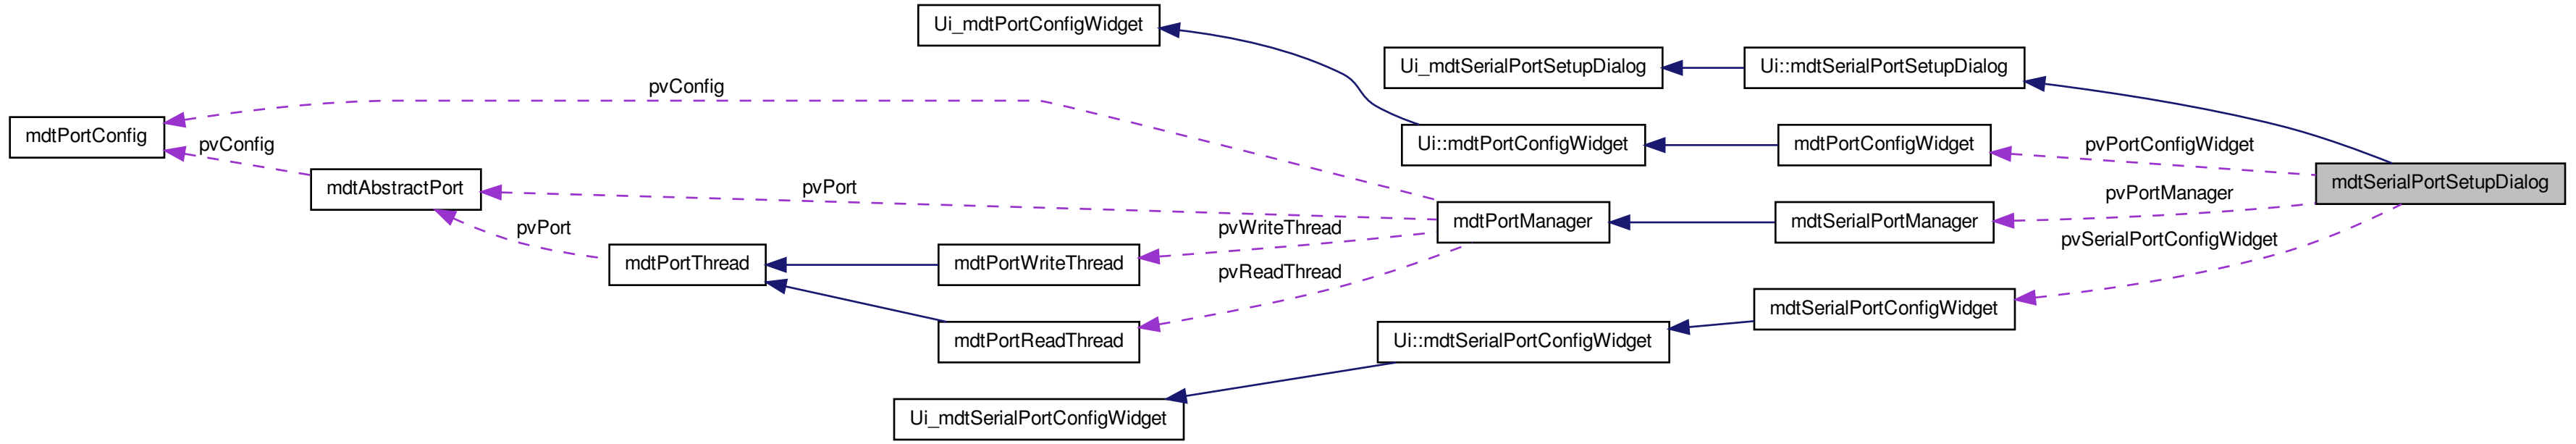 Ui_mdtPortConfigWidget
Ui_mdtSerialPortSetupDialog
Ui::mdtSerialPortSetupDialog
pvConfig
mdtPortConfig
pvConfig
Ui::mdtPortConfigWidget
mdtPortConfigWidget
pvPortConfigWidget
mdtSerialPortSetupDialog
mdtAbstractPort
pvPort
pvPortManager
mdtPortManager
mdtSerialPortManager
pvPort
pvWriteThread
pvSerialPortConfigWidget
mdtPortThread
mdtPortWriteThread
pvReadThread
mdtSerialPortConfigWidget
mdtPortReadThread
Ui::mdtSerialPortConfigWidget
Ui_mdtSerialPortConfigWidget